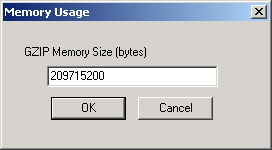 Memory Usage
GZIP Memory Size (bytes)
209715200
OK Cancel